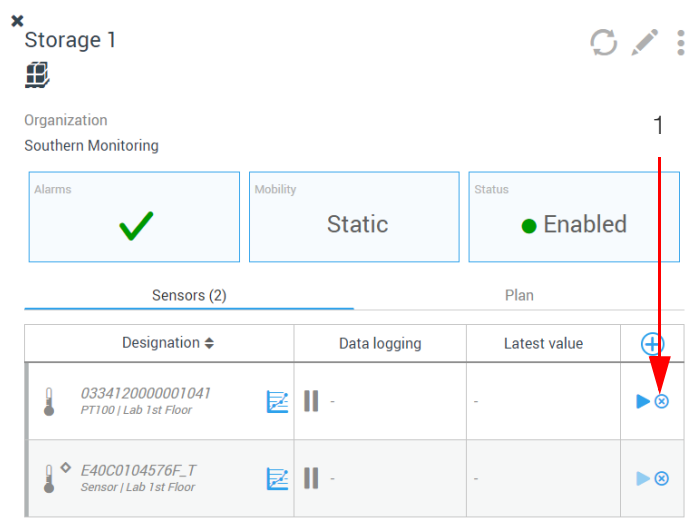 Storage 1
Organization
Southern Monitoring
1
Alarms
Mobility
Static
Status
Enabled
Sensors (2)
Plan
Designation
Data logging
Latest value
0334120000001041
PT100 | Lab 1st Floor
-
-
E40C0104576F_T
Sensor | Lab 1st Floor
-
-